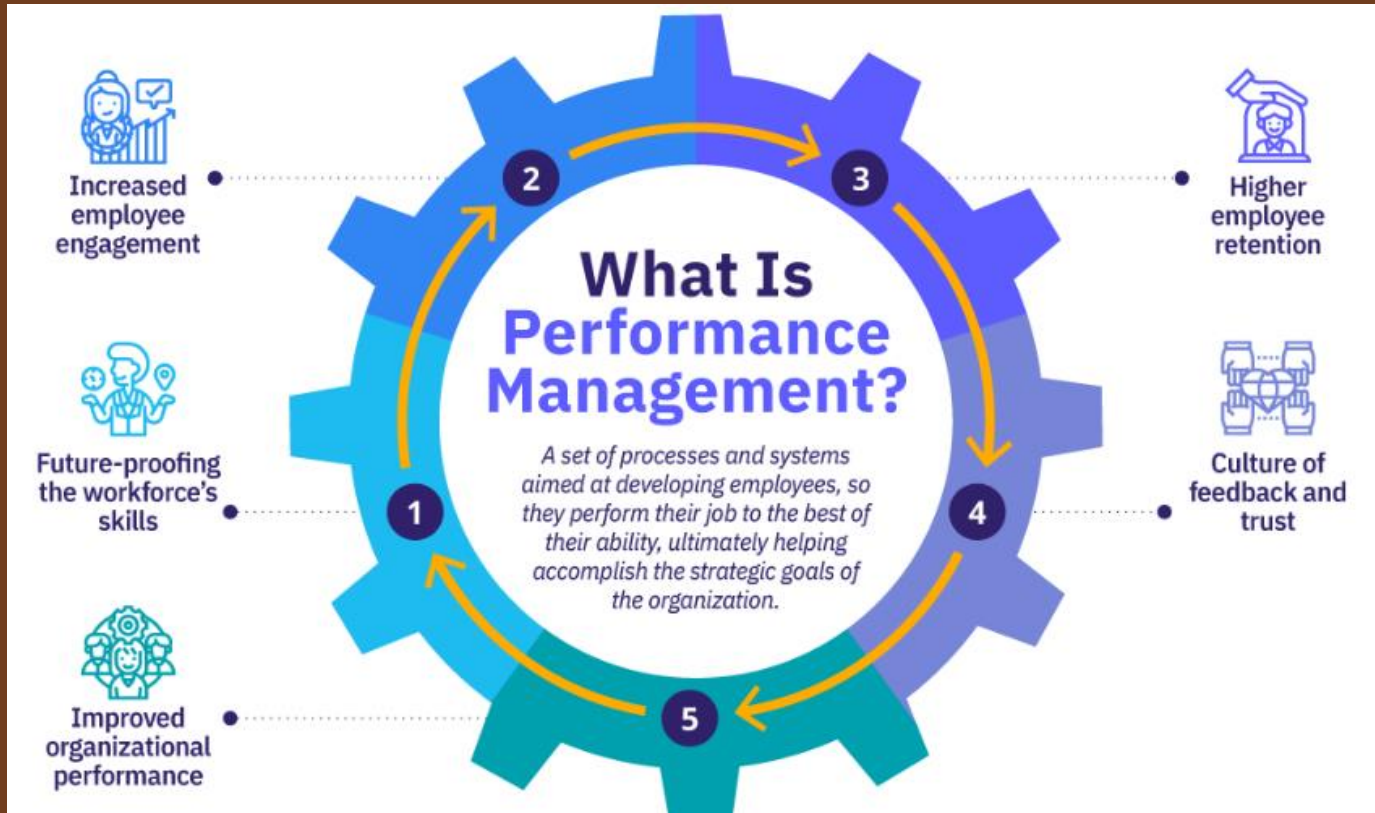 Increased
employee
engagement
Future-proofing
the workforce's
skills
Improved
organizational
performance
1
2
3
4
5
What Is
Performance
Management?
A set of processes and systems
aimed at developing employees, so
they perform their job to the best of
their ability, ultimately helping
accomplish the strategic goals of
the organization.
Higher
employee
retention
Culture of
feedback and
trust